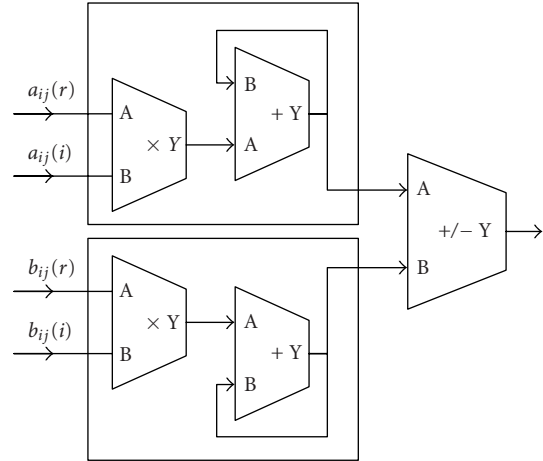 a_{ij}(r)
A
× Y
a_{ij}(i)
B
B
+ Y
A
A
+/− Y
B
b_{ij}(r)
A
× Y
b_{ij}(i)
B
A
+ Y
B